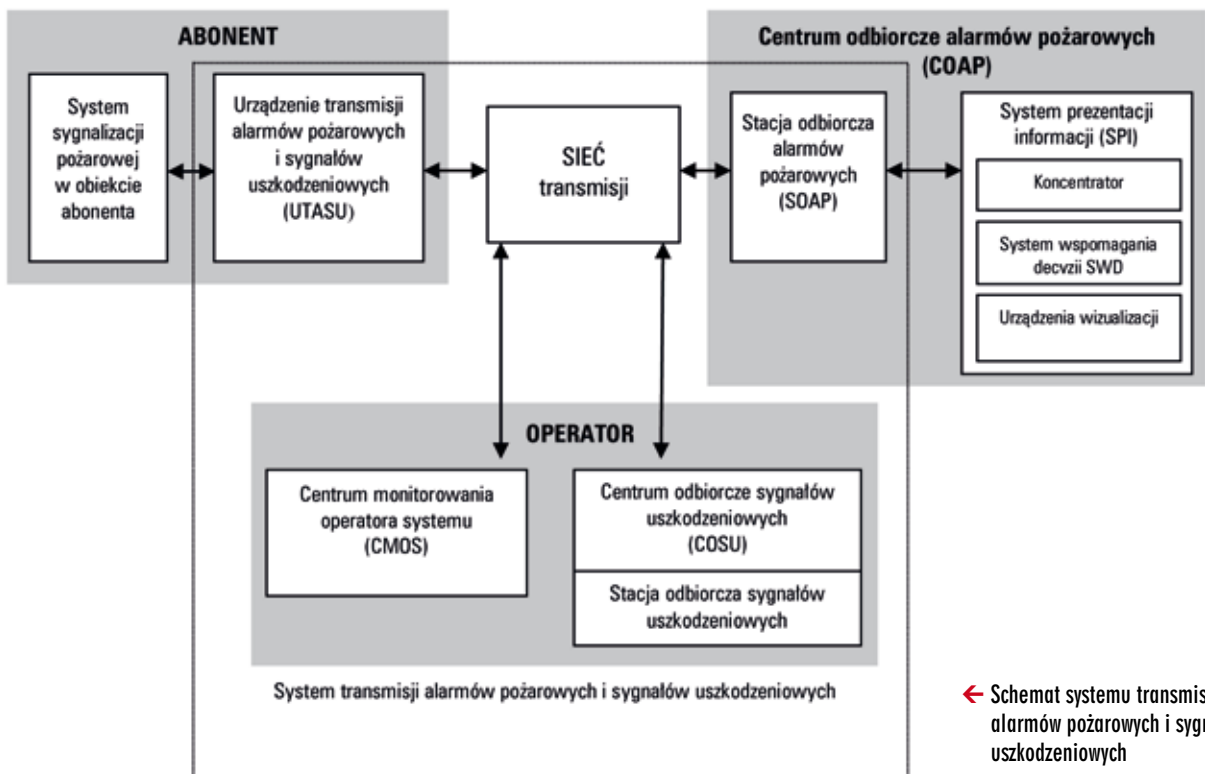 ABONENT
System
sygnalizacji
pożarowej
w obiekcie
abonenta
Urządzenie transmisji
alarmów pożarowych
i sygnałów
uszkodzeniowych
(UTASU)
SIEĆ
transmisji
Centrum odbiorcze alarmów pożarowych
(COAP)
Stacja odbiorcza
alarmów
pożarowych
(SOAP)
System prezentacji
informacji (SPI)
Koncentrator
System wspomagania
decvzii SWD
Urządzenia wizualizacji
OPERATOR
Centrum monitorowania
operatora systemu
(CMOS)
Centrum odbiorcze sygnałów
uszkodzeniowych
(COSU)
Stacja odbiorcza sygnałów
uszkodzeniowych
System transmisji alarmów pożarowych i sygnałów uszkodzeniowych
← Schemat systemu
alarmów pożarowych i
uszkodzeniowych